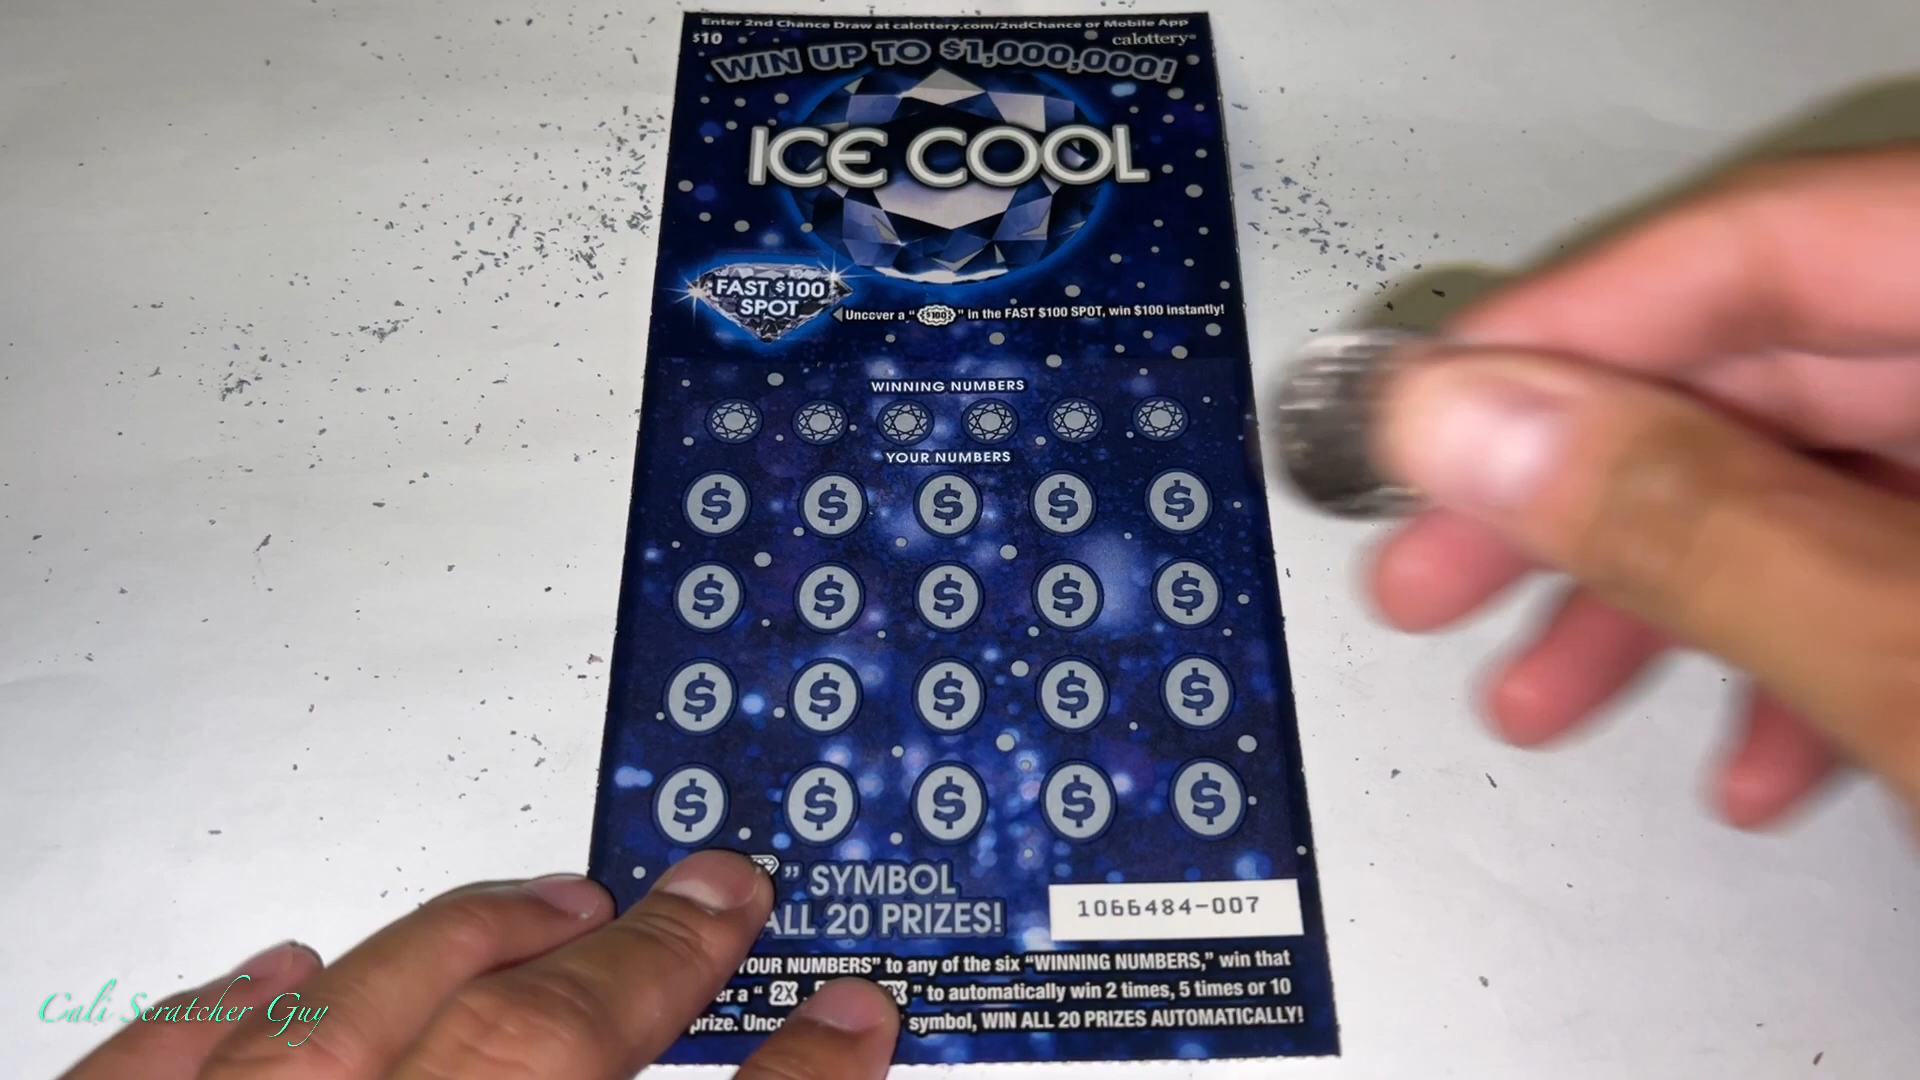 Enter 2nd Chance Draw at calottery.com/2ndChance or Mobile App
$10
calottery
WIN UP TO $1,000,000!
ICE COOL
FAST $100
SPOT
Uncover a "$100" in the FAST $100 SPOT, win $100 instantly!
WINNING NUMBERS
YOUR NUMBERS
$ $ $ $ $
$ $ $ $ $
$ $ $ $ $
$ $ $ $ $
" SYMBOL
ALL 20 PRIZES!
1066484-007
YOUR NUMBERS" to any of the six "WINNING NUMBERS," win that
a "2X " to automatically win 2 times, 5 times or 10
prize. symbol, WIN ALL 20 PRIZES AUTOMATICALLY!
Cali Scratcher Guy